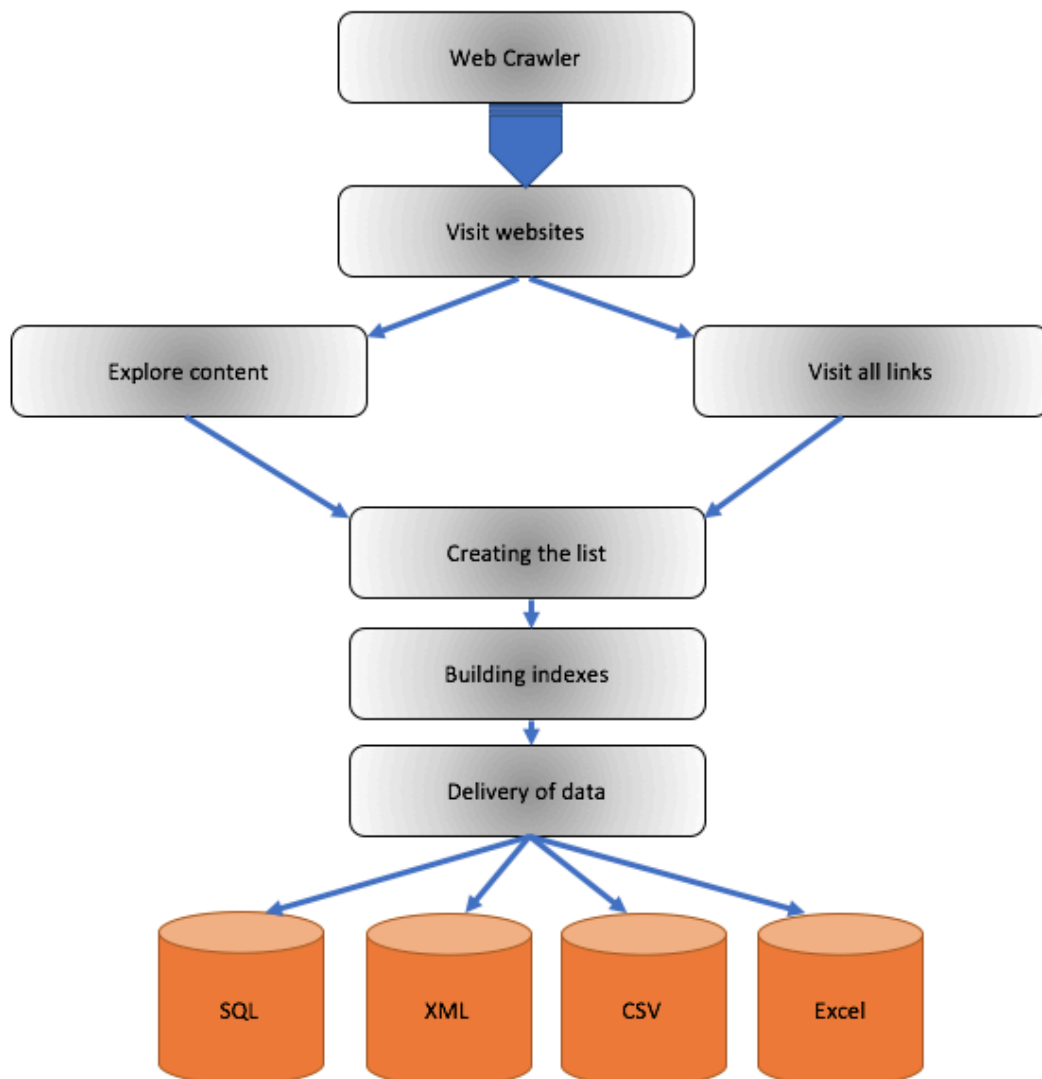 Web Crawler
Visit websites
Explore content
Visit all links
Creating the list
Building indexes
Delivery of data
SQL
XML
CSV
Excel